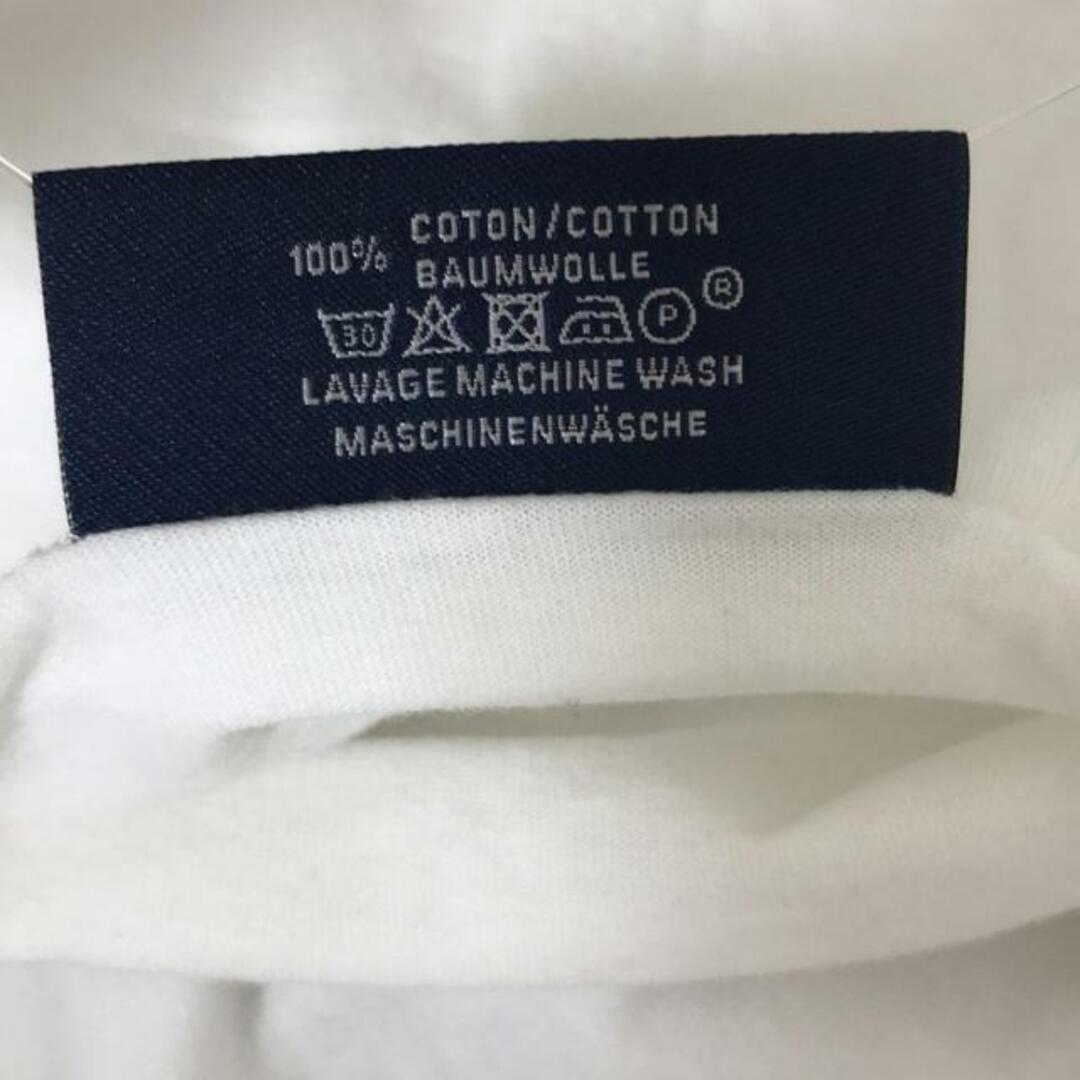 100% COTON/COTTON
BAUMWOLLE
30 P ®
LAVAGE MACHINE WASH
MASCHINENWÄSCHE